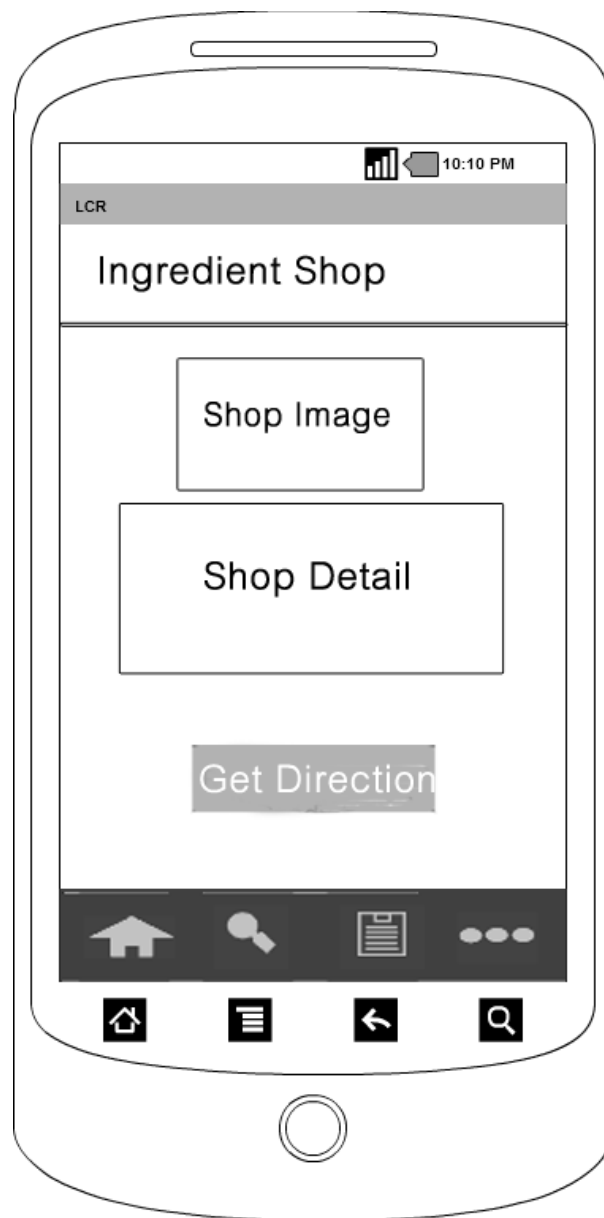 10:10 PM
LCR
Ingredient Shop
Shop Image
Shop Detail
Get Direction